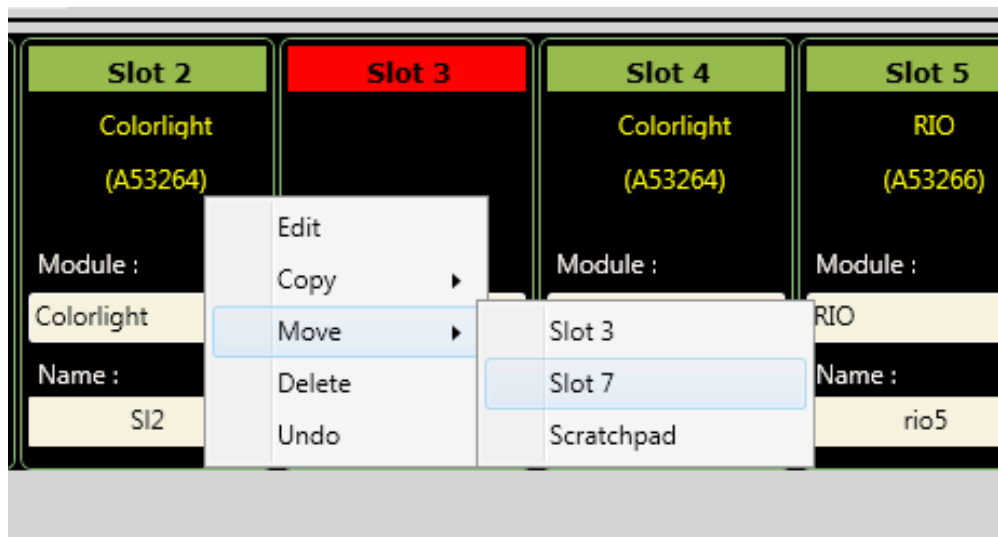 Slot 2
Colorlight
(A53264)
Module :
Colorlight
Name :
Sl2
Slot 3
Slot 4
Colorlight
(A53264)
Module :
Slot 5
RIO
(A53266)
Module :
RIO
Name :
rio5
Edit
Copy
Move
Delete
Undo
Slot 3
Slot 7
Scratchpad